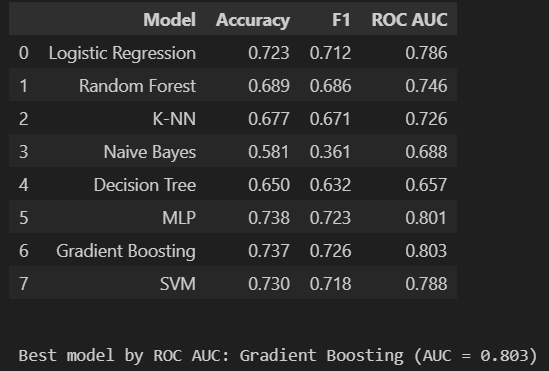 Model Accuracy F1 ROC AUC
0 Logistic Regression 0.723 0.712 0.786
1 Random Forest 0.689 0.686 0.746
2 K-NN 0.677 0.671 0.726
3 Naive Bayes 0.581 0.361 0.688
4 Decision Tree 0.650 0.632 0.657
5 MLP 0.738 0.723 0.801
6 Gradient Boosting 0.737 0.726 0.803
7 SVM 0.730 0.718 0.788
Best model by ROC AUC: Gradient Boosting (AUC = 0.803)